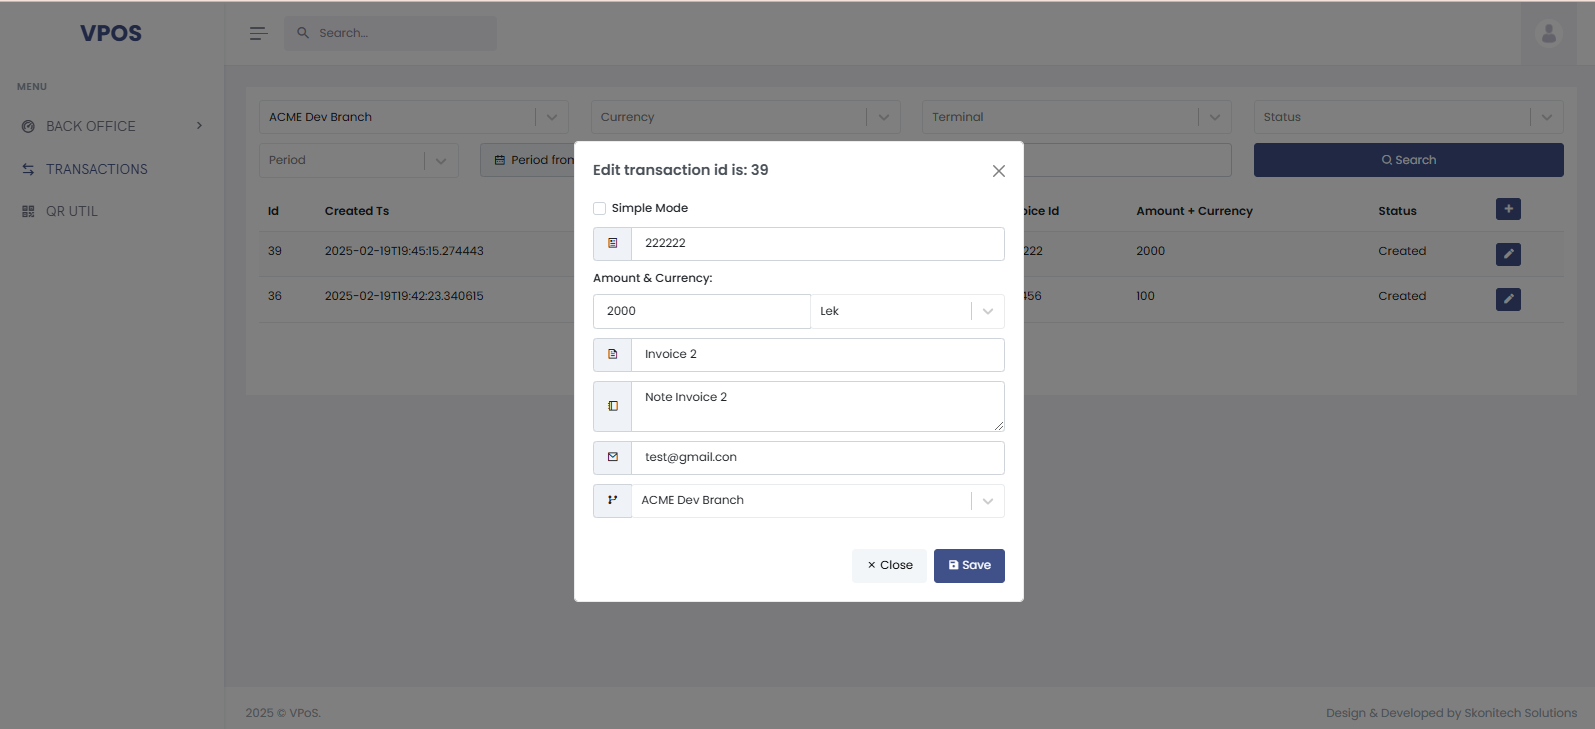 VPOS
Search...
MENU
BACK OFFICE
TRANSACTIONS
QR UTIL
ACME Dev Branch
Currency
Terminal
Status
Period
Period from
Search
Id
Created Ts
oice Id
Amount + Currency
Status
39
2025-02-19T19:45:15.274443
222
2000
Created
36
2025-02-19T19:42:23.340615
456
100
Created
Edit transaction id is: 39
Simple Mode
222222
Amount & Currency:
2000
Lek
Invoice 2
Note Invoice 2
test@gmail.con
ACME Dev Branch
Close
Save
2025 © VPoS.
Design & Developed by Skonitech Solutions